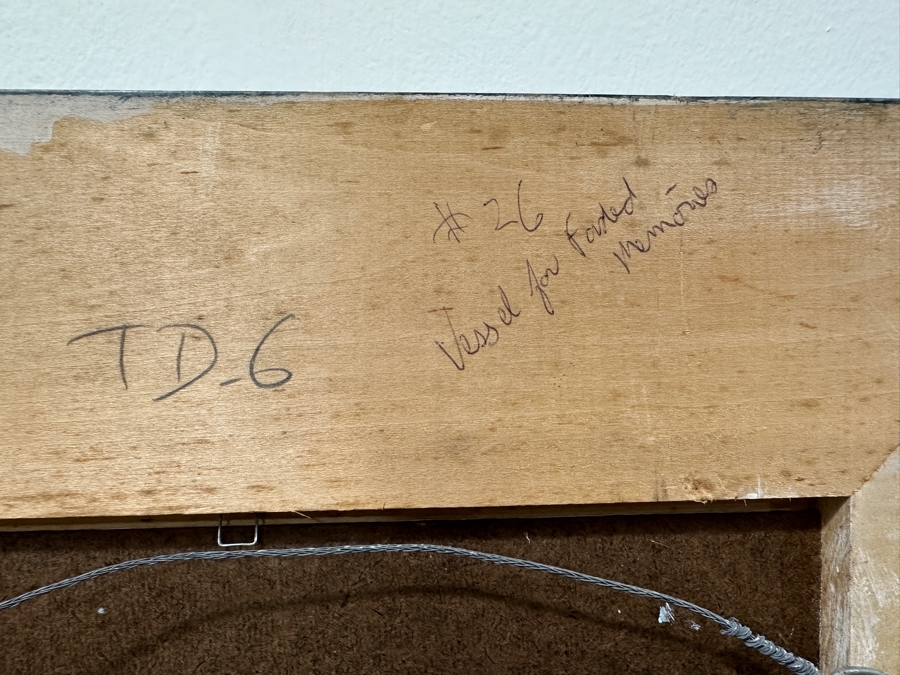 # 26
Vessel for Faded
Memories
TD-6